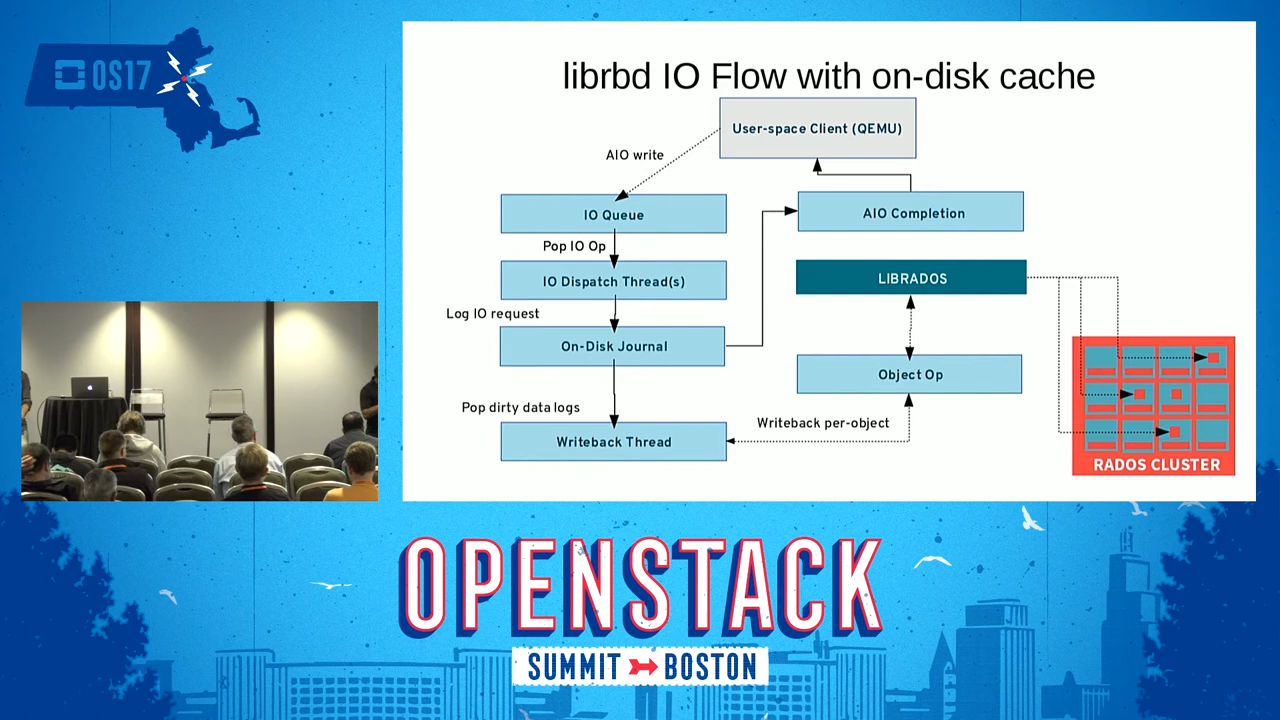 OS17
librbd IO Flow with on-disk cache
User-space Client (QEMU)
AIO write
IO Queue
AIO Completion
Pop IO Op
IO Dispatch Thread(s)
LIBRADOS
Log IO request
On-Disk Journal
Object Op
Pop dirty data logs
Writeback per-object
Writeback Thread
RADOS CLUSTER
OPENSTACK
SUMMIT BOSTON